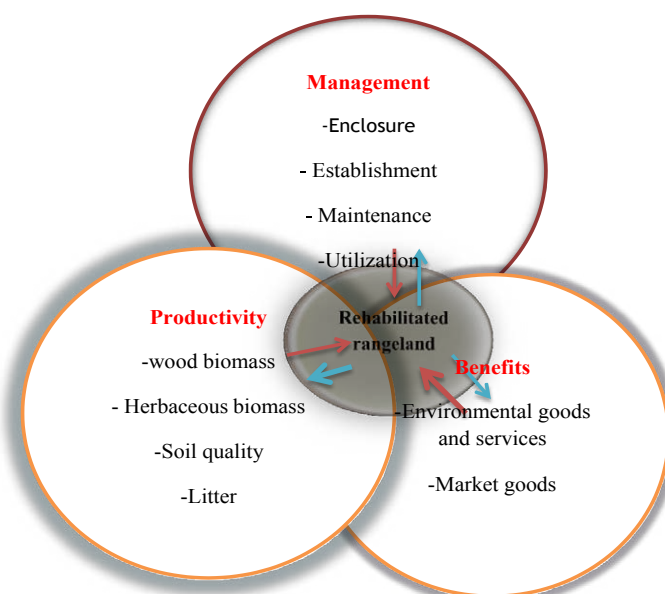 Management
-Enclosure
- Establishment
- Maintenance
-Utilization
Productivity
-wood biomass
- Herbaceous biomass
-Soil quality
-Litter
Rehabilitated
rangeland
Benefits
-Environmental goods
and services
-Market goods